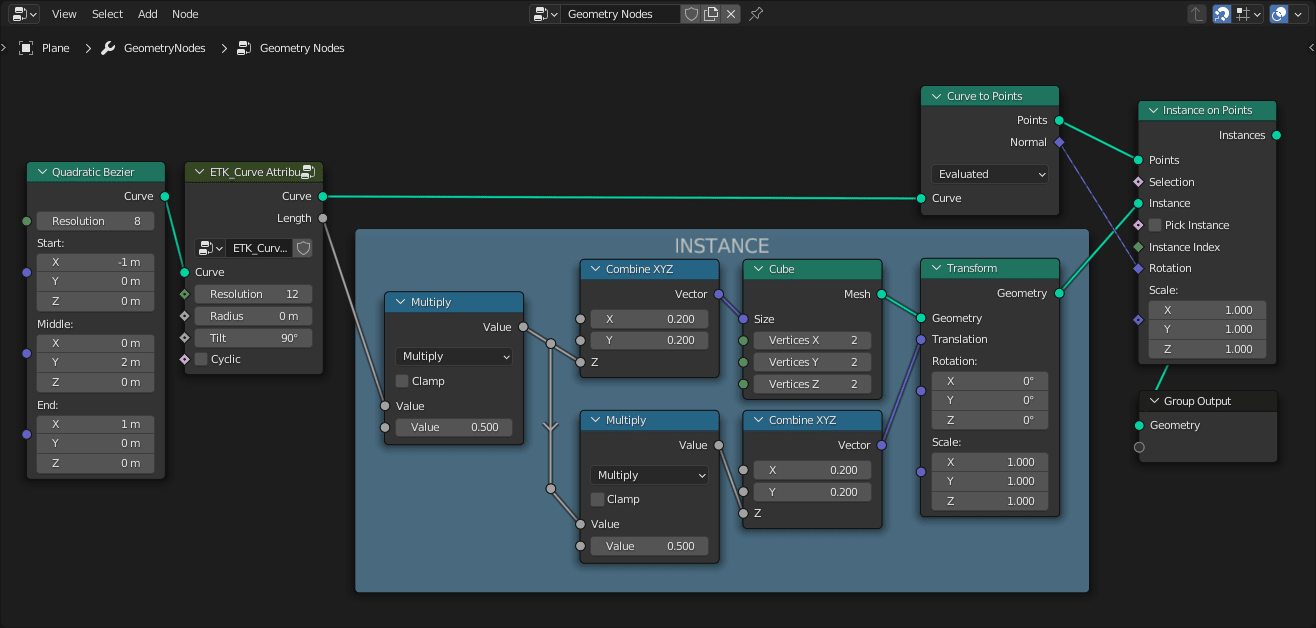 View Select Add Node
Geometry Nodes
Plane GeometryNodes Geometry Nodes
Quadratic Bezier
Curve
Resolution 8
Start:
X -1 m
Y 0 m
Z 0 m
Middle:
X 0 m
Y 2 m
Z 0 m
End:
X 1 m
Y 0 m
Z 0 m
ETK_Curve Attribu
Curve
Length
ETK_Curv...
Curve
Resolution 12
Radius 0 m
Tilt 90°
Cyclic
INSTANCE
Multiply
Value
Multiply
Clamp
Value
Value 0.500
Combine XYZ
Vector
X 0.200
Y 0.200
Z
Multiply
Value
Multiply
Clamp
Value
Value 0.500
Cube
Mesh
Size
Vertices X 2
Vertices Y 2
Vertices Z 2
Combine XYZ
Vector
X 0.200
Y 0.200
Z
Curve to Points
Points
Normal
Evaluated
Curve
Transform
Geometry
Geometry
Translation
Rotation:
X 0°
Y 0°
Z 0°
Scale:
X 1.000
Y 1.000
Z 1.000
Instance on Points
Instances
Points
Selection
Instance
Pick Instance
Instance Index
Rotation
Scale:
X 1.000
Y 1.000
Z 1.000
Group Output
Geometry